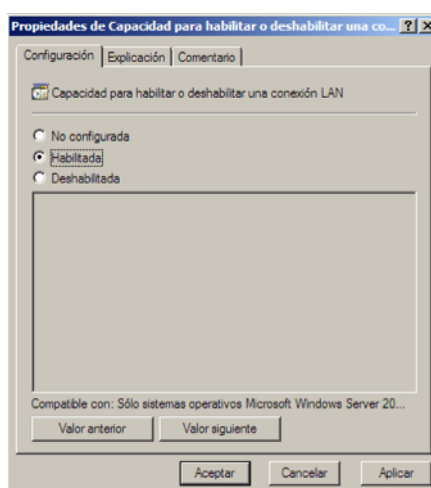 Propiedades de Capacidad para habilitar o deshabilitar una co...
Configuración Explicación Comentario
Capacidad para habilitar o deshabilitar una conexión LAN
No configurada
Habilitada
Deshabilitada
Compatible con: Sólo sistemas operativos Microsoft Windows Server 20...
Valor anterior Valor siguiente
Aceptar Cancelar Aplicar